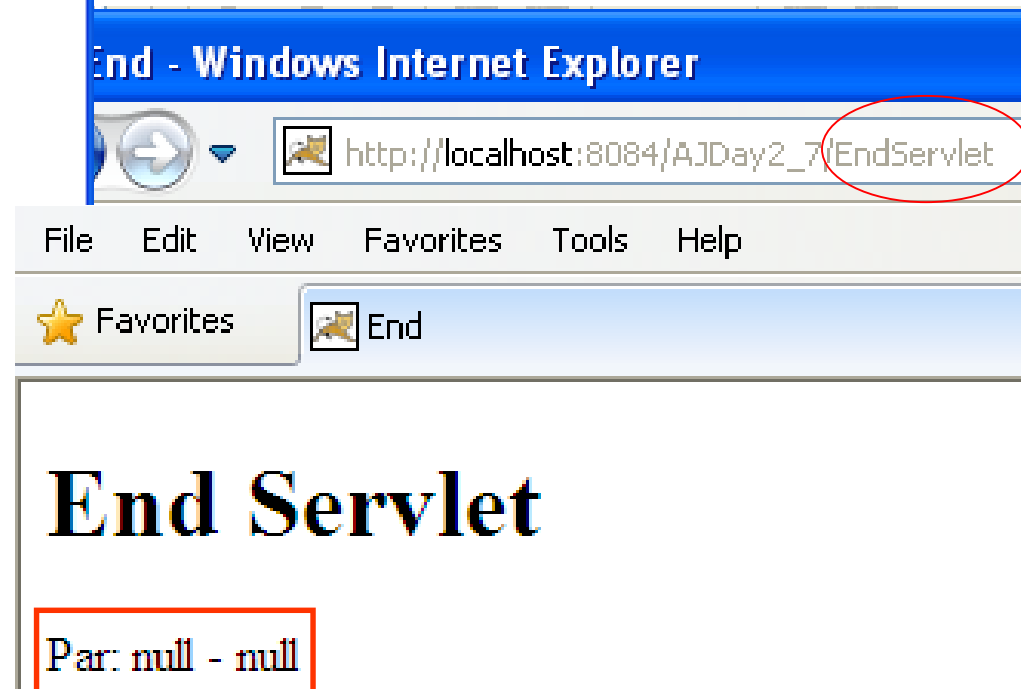 End - Windows Internet Explorer
http://localhost:8084/AJDay2_7/EndServlet
File Edit View Favorites Tools Help
Favorites End
End Servlet
Par: null - null